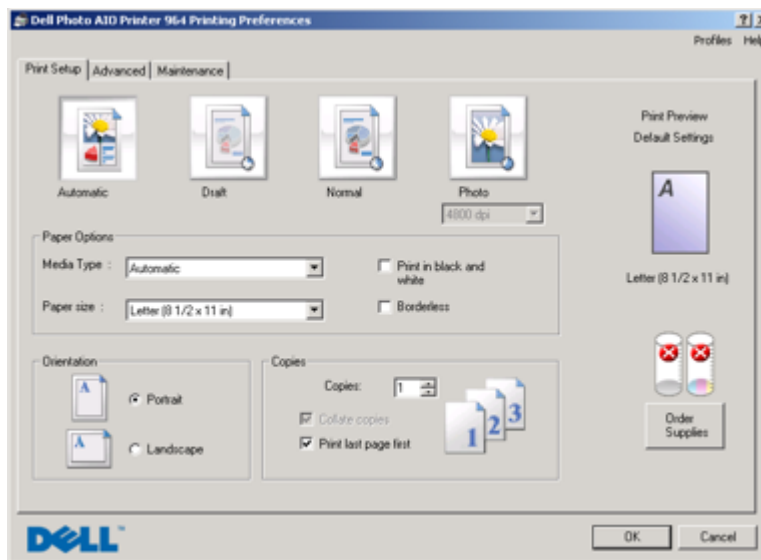 Dell Photo AIO Printer 964 Printing Preferences
Profiles Help
Print Setup Advanced Maintenance
Automatic Draft Normal Photo
4800 dpi
Print Preview
Default Settings
A
Letter (8 1/2 x 11 in)
Paper Options
Media Type : Automatic
Print in black and
white
Paper size : Letter (8 1/2 x 11 in)
Borderless
Orientation
A Portrait
A Landscape
Copies
Copies: 1
Collate copies
Print last page first
1 2 3
Order
Supplies
DELL™
OK Cancel